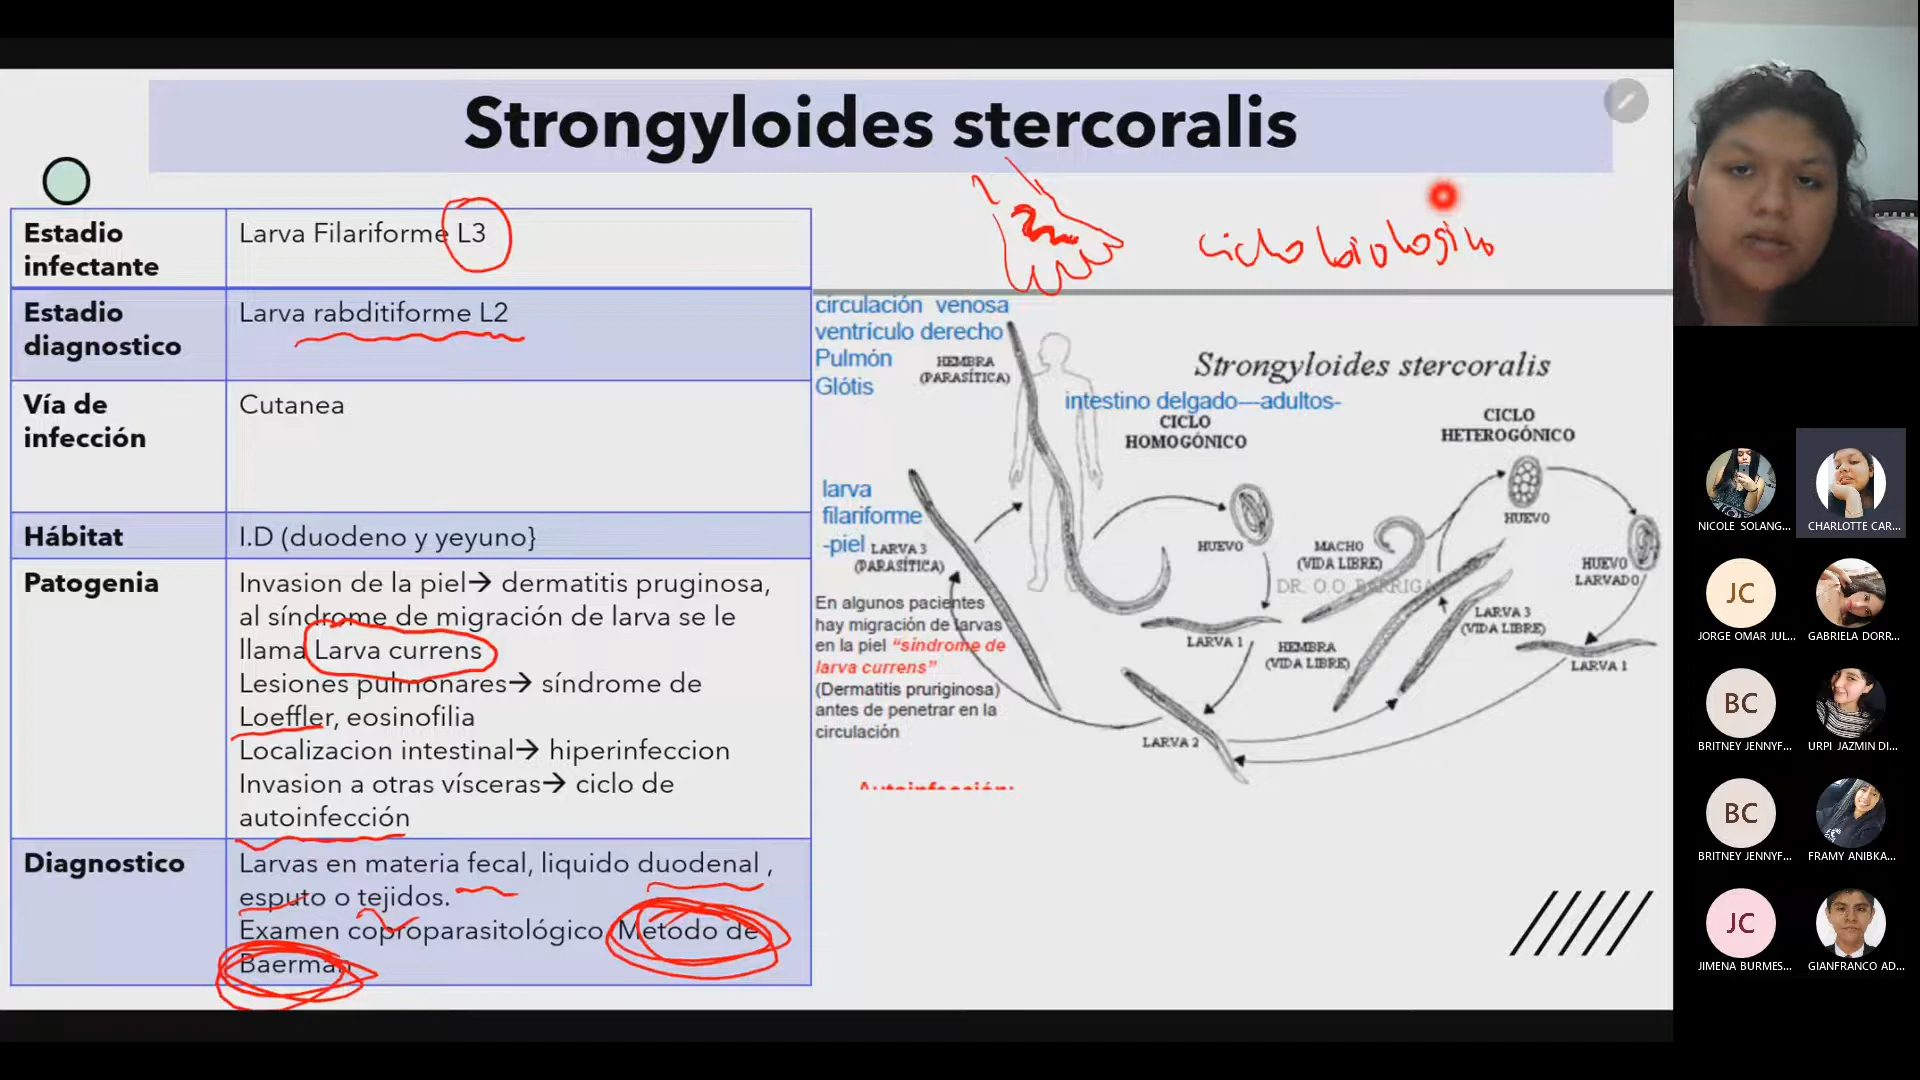 Strongyloides stercoralis
Estadio
infectante
Larva Filariforme L3
Estadio
diagnostico
Larva rabditiforme L2
Vía de
infección
Cutanea
Hábitat
I.D (duodeno y yeyuno}
Patogenia
Invasion de la piel→ dermatitis pruginosa,
al síndrome de migración de larva se le
llama Larva currens
Lesiones pulmonares→ síndrome de
Loeffler, eosinofilia
Localizacion intestinal→ hiperinfeccion
Invasion a otras vísceras→ ciclo de
autoinfección
Diagnostico
Larvas en materia fecal, liquido duodenal ,
esputo o tejidos.
Examen coproparasitológico Metodo de
Baerman
ciclo biologico
circulación venosa
ventrículo derecho
Pulmón
Glótis
HEMBRA
(PARASÍTICA)
Strongyloides stercoralis
intestino delgado—adultos-
CICLO
HOMOGÓNICO
CICLO
HETEROGÓNICO
larva
filariforme
-piel
LARVA 3
(PARASÍTICA)
HUEVO
MACHO
(VIDA LIBRE)
HUEVO
HUEVO
LARVADO
DR. O.O. BARRIGA
En algunos pacientes
hay migración de larvas
en la piel “síndrome de
larva currens”
(Dermatitis pruriginosa)
antes de penetrar en la
circulación
LARVA 1
HEMBRA
(VIDA LIBRE)
LARVA 3
(VIDA LIBRE)
LARVA 1
LARVA 2
Autoinfección:
NICOLE SOLANG...
CHARLOTTE CAR...
JC
JORGE OMAR JUL...
GABRIELA DORR...
BC
BRITNEY JENNYF...
URPI JAZMIN DI...
BC
BRITNEY JENNYF...
FRAMY ANIBKA...
JC
JIMENA BURMES...
GIANFRANCO AD...